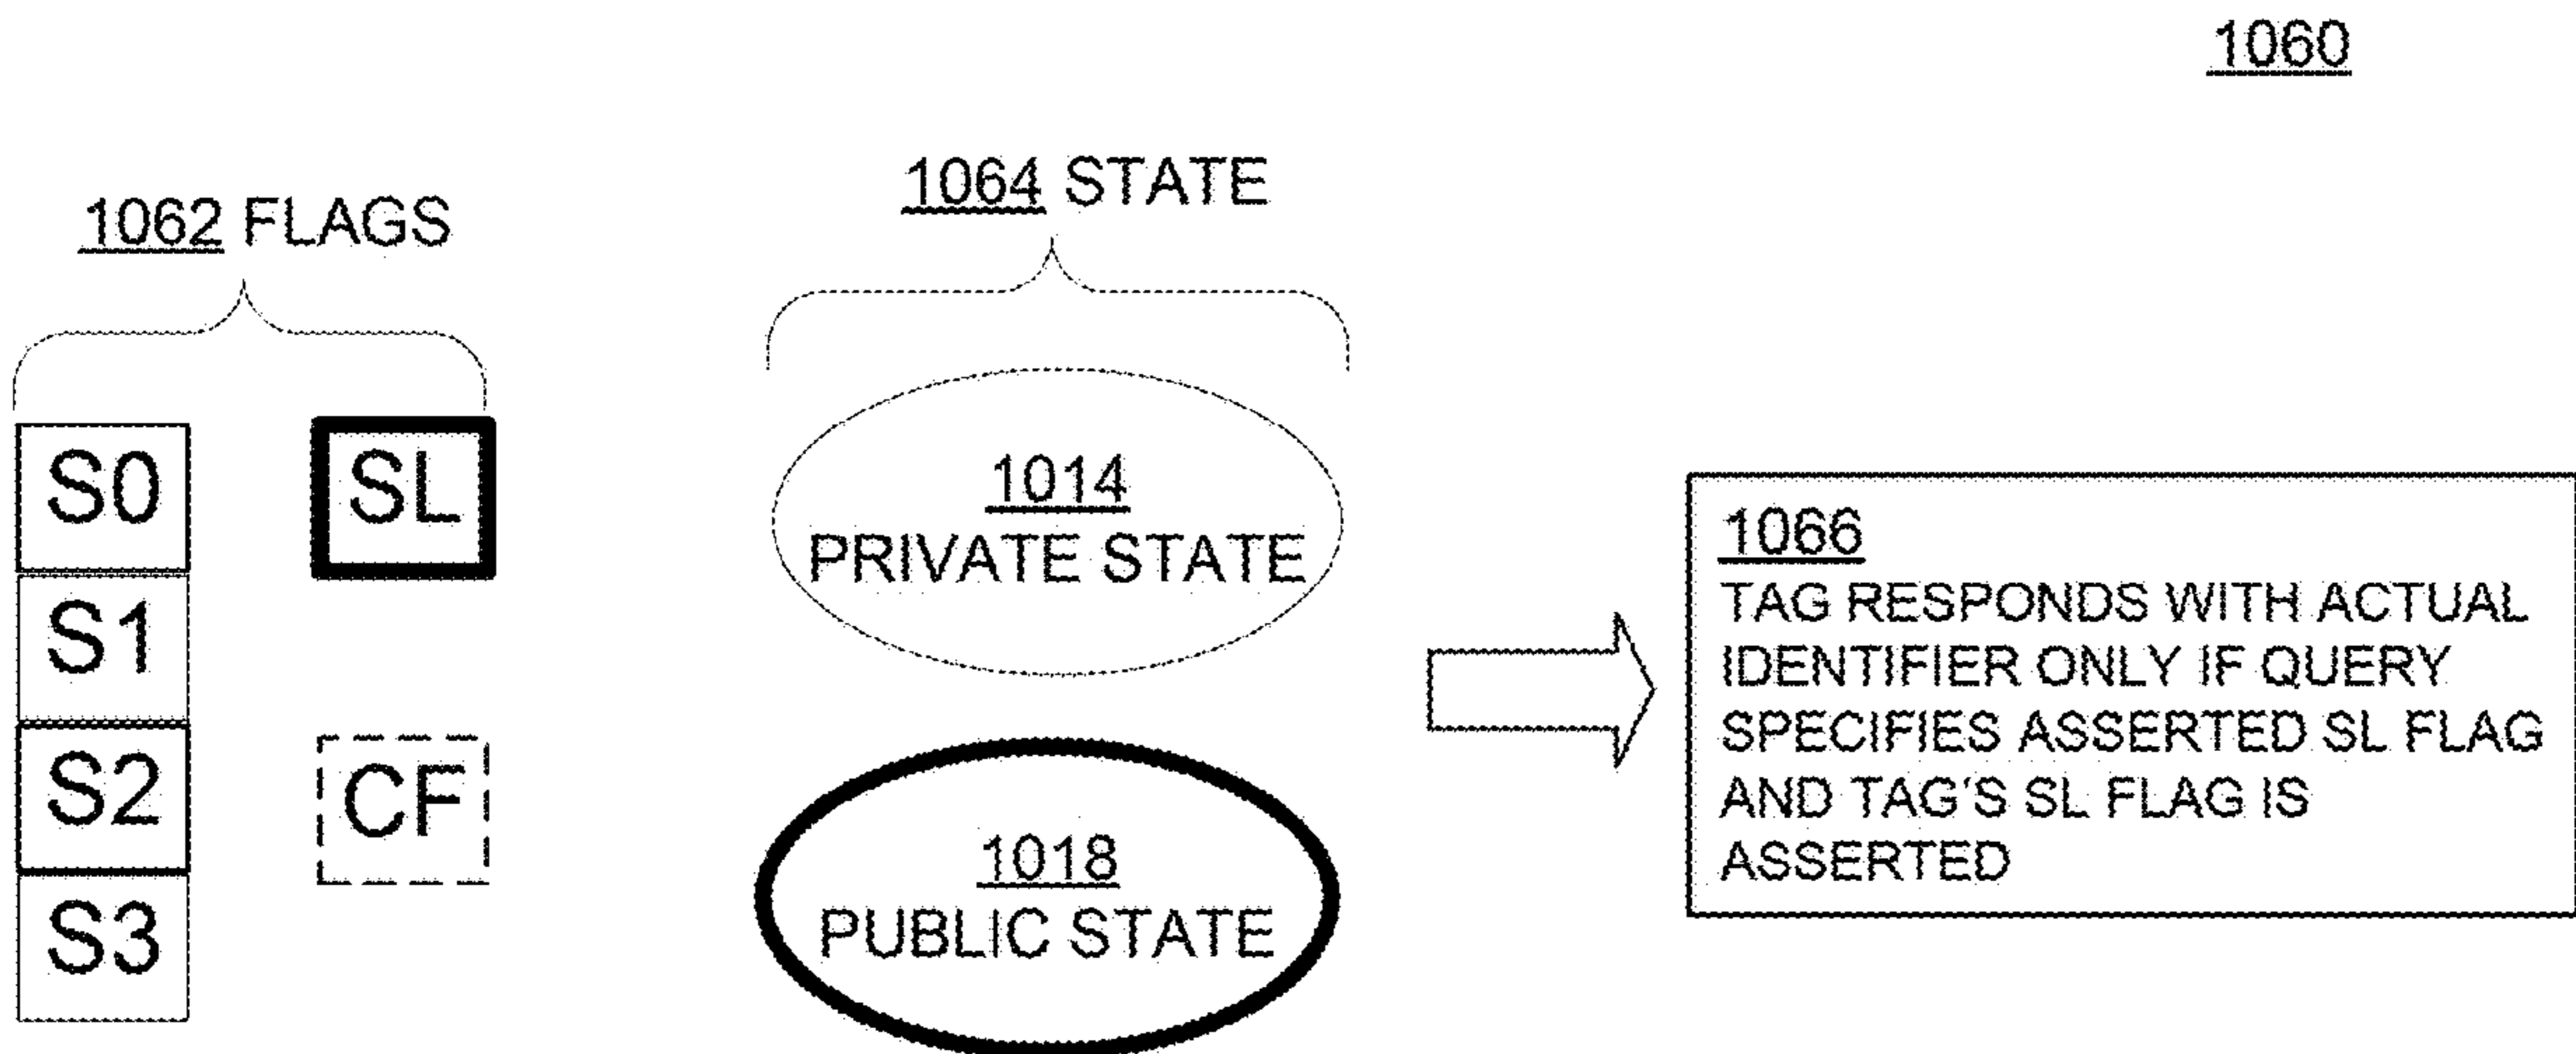 1060
1062 FLAGS
1064 STATE
S0
SL
S1
S2
CF
S3
1014
PRIVATE STATE
1018
PUBLIC STATE
1066
TAG RESPONDS WITH ACTUAL
IDENTIFIER ONLY IF QUERY
SPECIFIES ASSERTED SL FLAG
AND TAG'S SL FLAG IS
ASSERTED